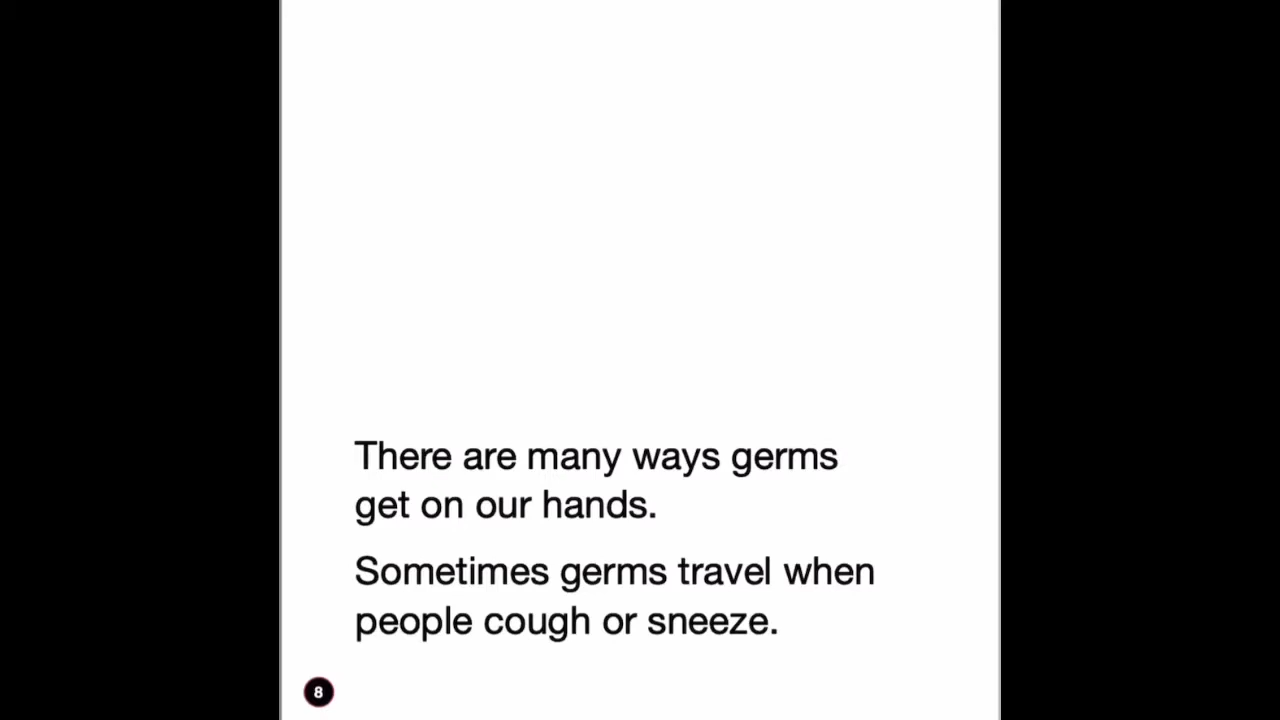 There are many ways germs
get on our hands.
Sometimes germs travel when
people cough or sneeze.
8